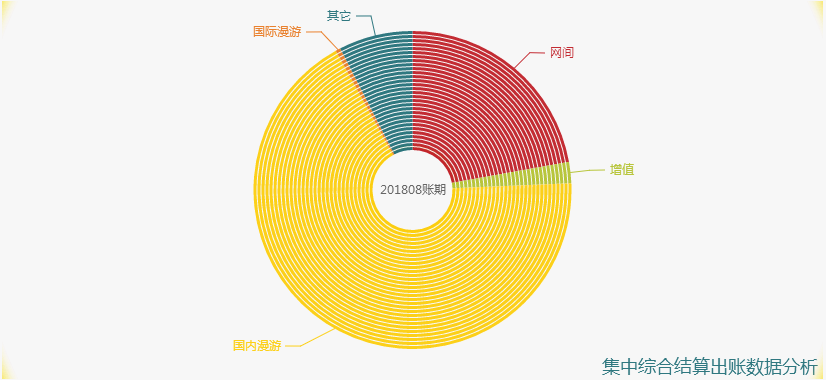 其它
国际漫游
网间
增值
201808账期
国内漫游
集中综合结算出账数据分析